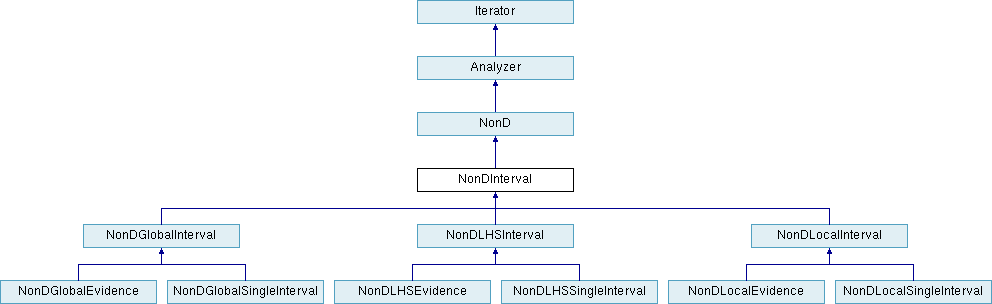 Iterator
Analyzer
NonD
NonDInterval
NonDGlobalInterval
NonDLHSInterval
NonDLocalInterval
NonDGlobalEvidence
NonDGlobalSingleInterval
NonDLHSEvidence
NonDLHSSingleInterval
NonDLocalEvidence
NonDLocalSingleInterval